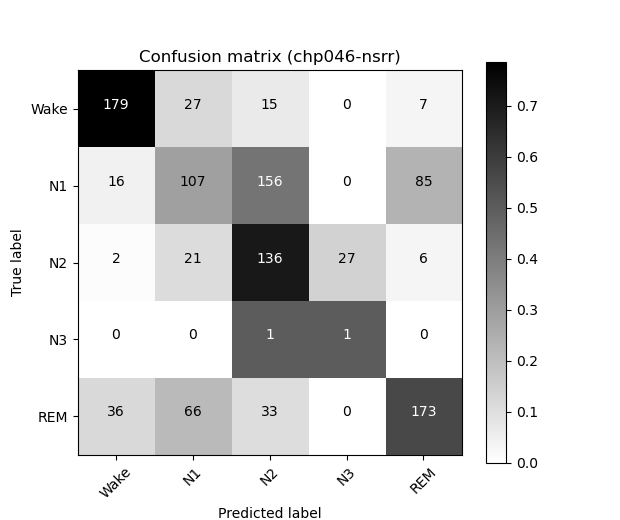 Confusion matrix (chp046-nsrr)
True label
Wake 179 27 15 0 7
N1 16 107 156 0 85
N2 2 21 136 27 6
N3 0 0 1 1 0
REM 36 66 33 0 173
Wake N1 N2 N3 REM
Predicted label
0.7
0.6
0.5
0.4
0.3
0.2
0.1
0.0